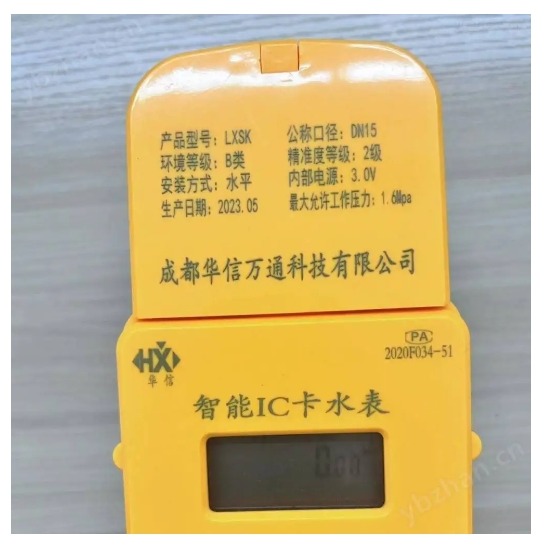 产品型号：LXSK 公称口径：DN15
环境等级：B类 精准度等级：2级
安装方式：水平 内部电源：3.0V
生产日期：2023.05 最大允许工作压力：1.6Mpa
成都华信万通科技有限公司
HX
华信
PA
2020F034-51
智能IC卡水表
ybzhan.cn